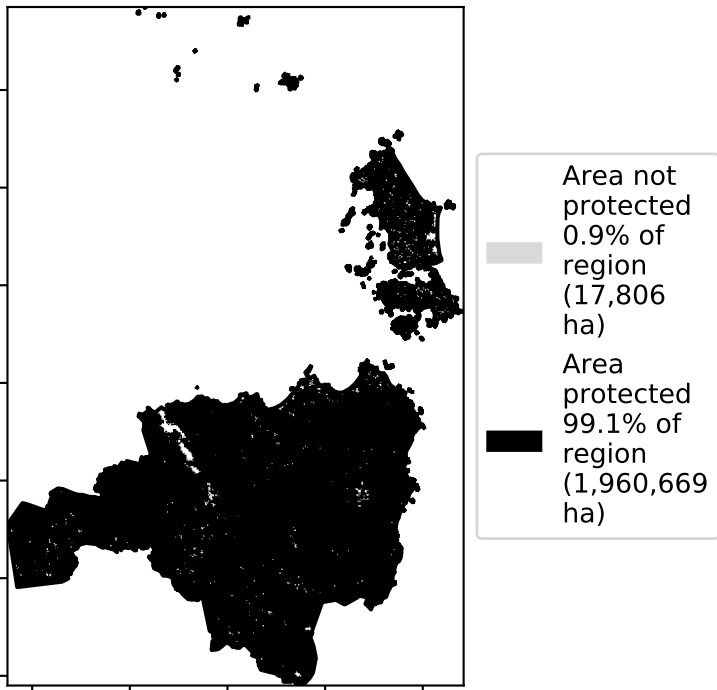 Area not
protected
0.9% of
region
(17,806
ha)
Area
protected
99.1% of
region
(1,960,669
ha)